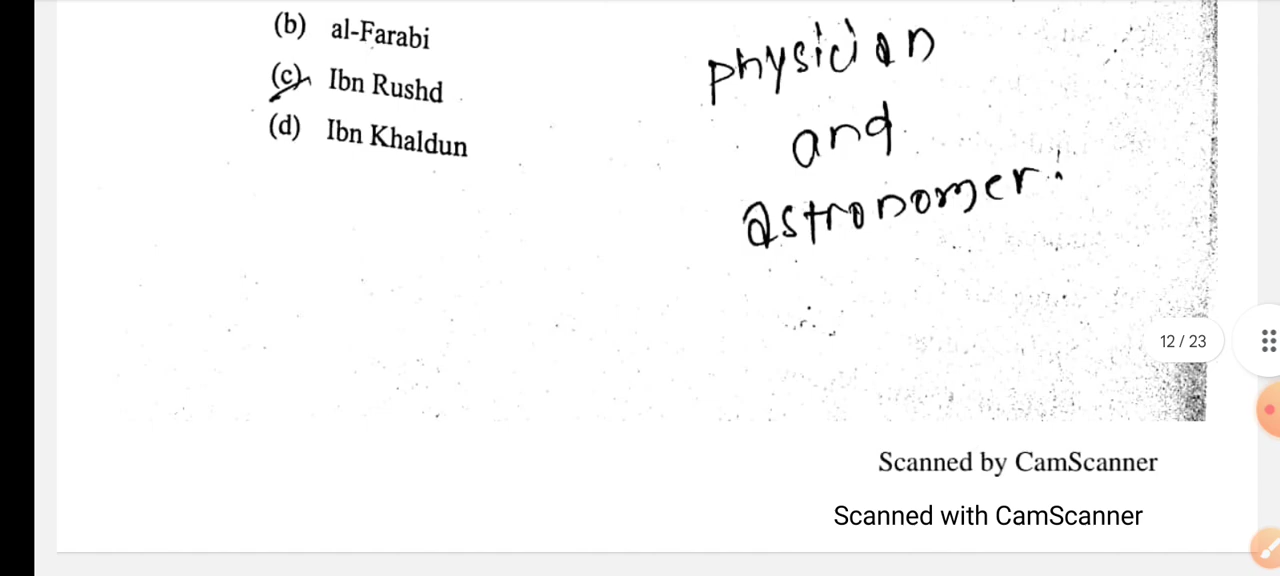 (b) al-Farabi
(c) Ibn Rushd
(d) Ibn Khaldun
physician
and
astronomer.
12 / 23
Scanned by CamScanner
Scanned with CamScanner